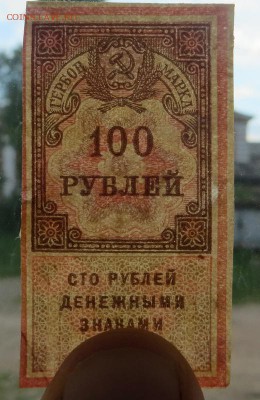 ГЕРБОВ. МАРКА
100
РУБЛЕЙ
СТО РУБЛЕЙ
ДЕНЕЖНЫМИ
ЗНАКАМИ